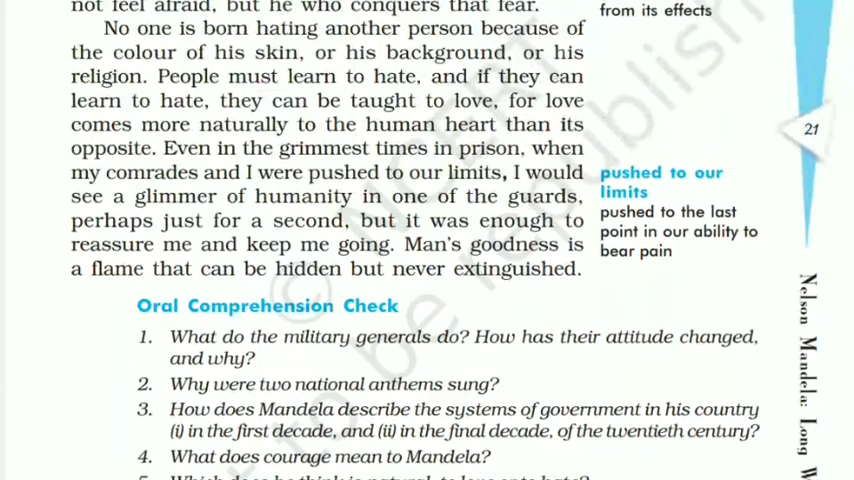 not feel afraid, but he who conquers that fear.
from its effects
No one is born hating another person because of
the colour of his skin, or his background, or his
religion. People must learn to hate, and if they can
learn to hate, they can be taught to love, for love
comes more naturally to the human heart than its
opposite. Even in the grimmest times in prison, when
my comrades and I were pushed to our limits, I would
see a glimmer of humanity in one of the guards,
perhaps just for a second, but it was enough to
reassure me and keep me going. Man's goodness is
a flame that can be hidden but never extinguished.
21
pushed to our
limits
pushed to the last
point in our ability to
bear pain
Oral Comprehension Check
1. What do the military generals do? How has their attitude changed,
and why?
2. Why were two national anthems sung?
3. How does Mandela describe the systems of government in his country
(i) in the first decade, and (ii) in the final decade, of the twentieth century?
4. What does courage mean to Mandela?
5. Which does he think is natural, to love or to hate?
Nelson Mandela: Long W
© NCERT
not to be republish